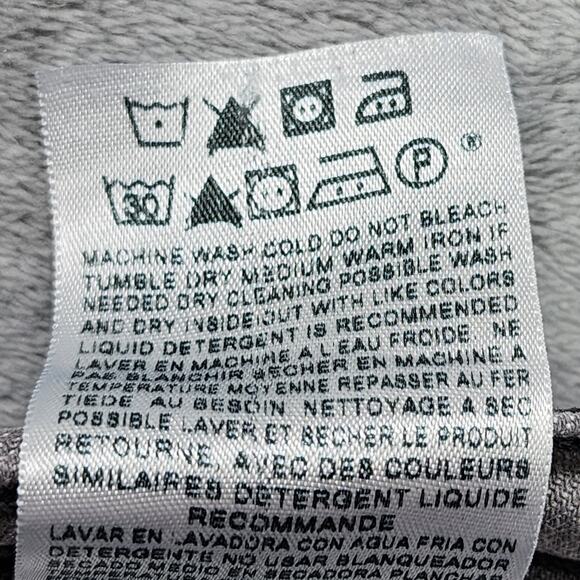 ®
30 P
MACHINE WASH COLD DO NOT BLEACH
TUMBLE DRY MEDIUM WARM IRON IF
NEEDED DRY CLEANING POSSIBLE WASH
AND DRY INSIDE OUT WITH LIKE COLORS
LIQUID DETERGENT IS RECOMMENDED
LAVER EN MACHINE A L'EAU FROIDE NE
PAS BLANCHIR SECHER EN MACHINE A
TEMPERATURE MOYENNE REPASSER AU FER
TIEDE AU BESOIN NETTOYAGE A SEC
POSSIBLE LAVER ET SECHER LE PRODUIT
RETOURNE, AVEC DES COULEURS
SIMILAIRES DETERGENT LIQUIDE
RECOMMANDE
LAVAR EN LAVADORA CON AGUA FRIA CON
DETERGENTE NO USAR BLANQUEADOR